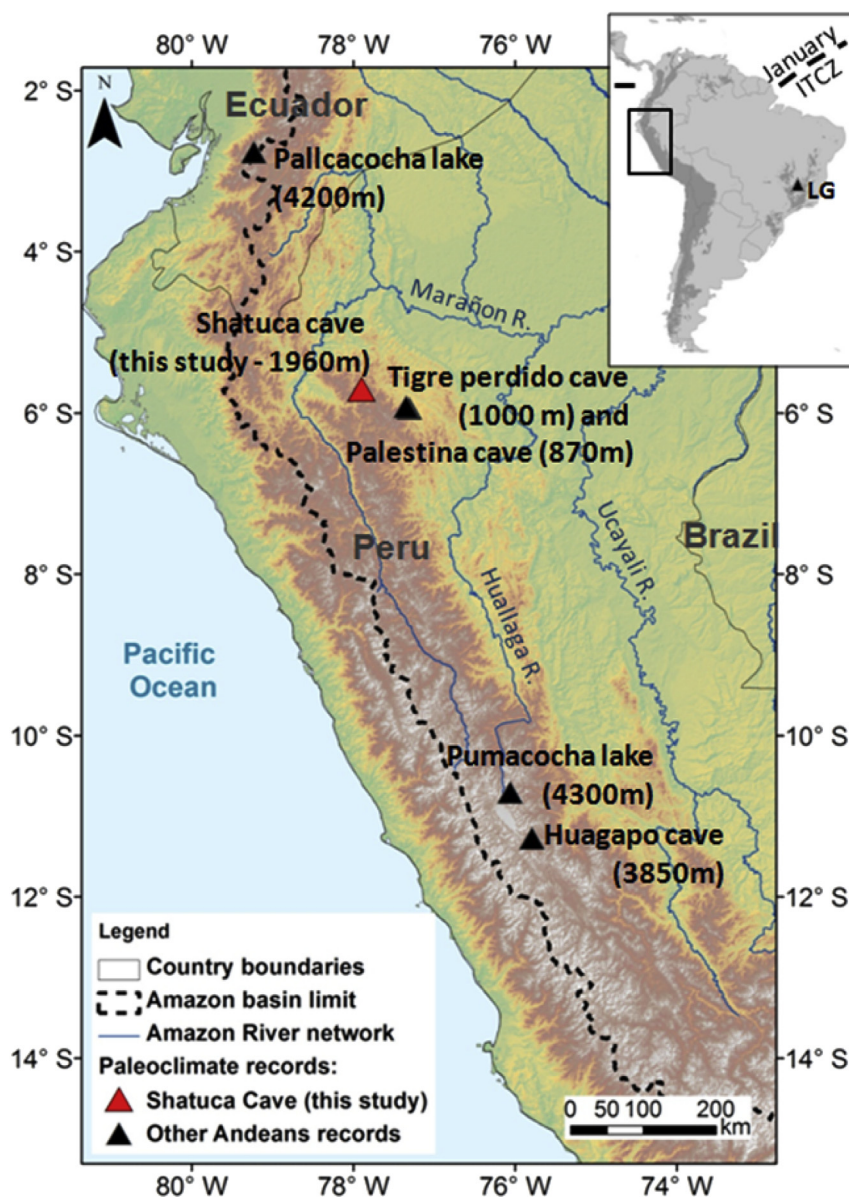 80° W 78° W 76° W
January
ITCZ
LG
N
2° S
Ecuador
Pallcacocha lake
(4200m)
4° S
Marañon R.
Shatuca cave
(this study - 1960m)
Tigre perdido cave
(1000 m) and
Palestina cave (870m)
6° S 6° S
Ucayali R.
Brazil
Peru
8° S 8° S
Huallaga R.
Pacific
Ocean
10° S 10° S
Pumacocha lake
(4300m)
Huagapo cave
(3850m)
12° S 12° S
Legend
Country boundaries
Amazon basin limit
Amazon River network
Paleoclimate records:
Shatuca Cave (this study)
Other Andeans records
14° S 14° S
0 50 100 200
km
80° W 78° W 76° W 74° W